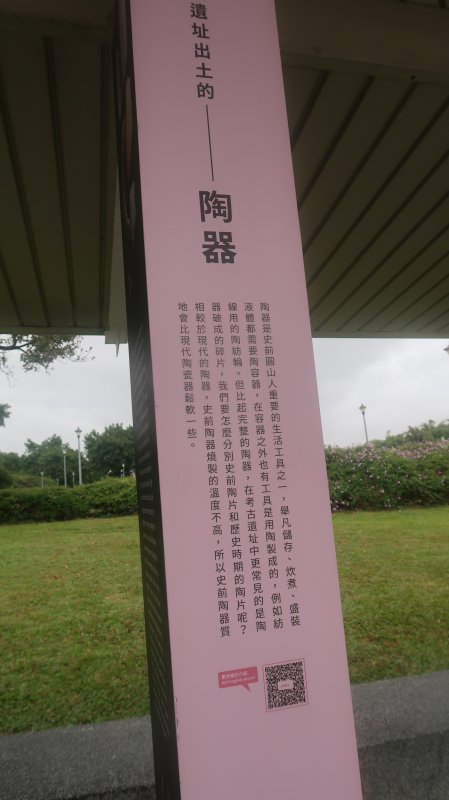 遺址出土的
陶器
陶器是史前圓山人重要的生活工具之一，舉凡儲存、炊煮、盛裝
液體都需要陶容器，在容器之外也有工具是用陶製成的，例如紡
線用的陶紡輪。但比起完整的陶器，在考古遺址中更常見的是陶
器破成的碎片。我們要怎麼分別史前陶片和歷史時期的陶片呢？
相較於現代的陶器，史前陶器燒製的溫度不高，所以史前陶器質
地會比現代陶瓷器鬆軟一些。